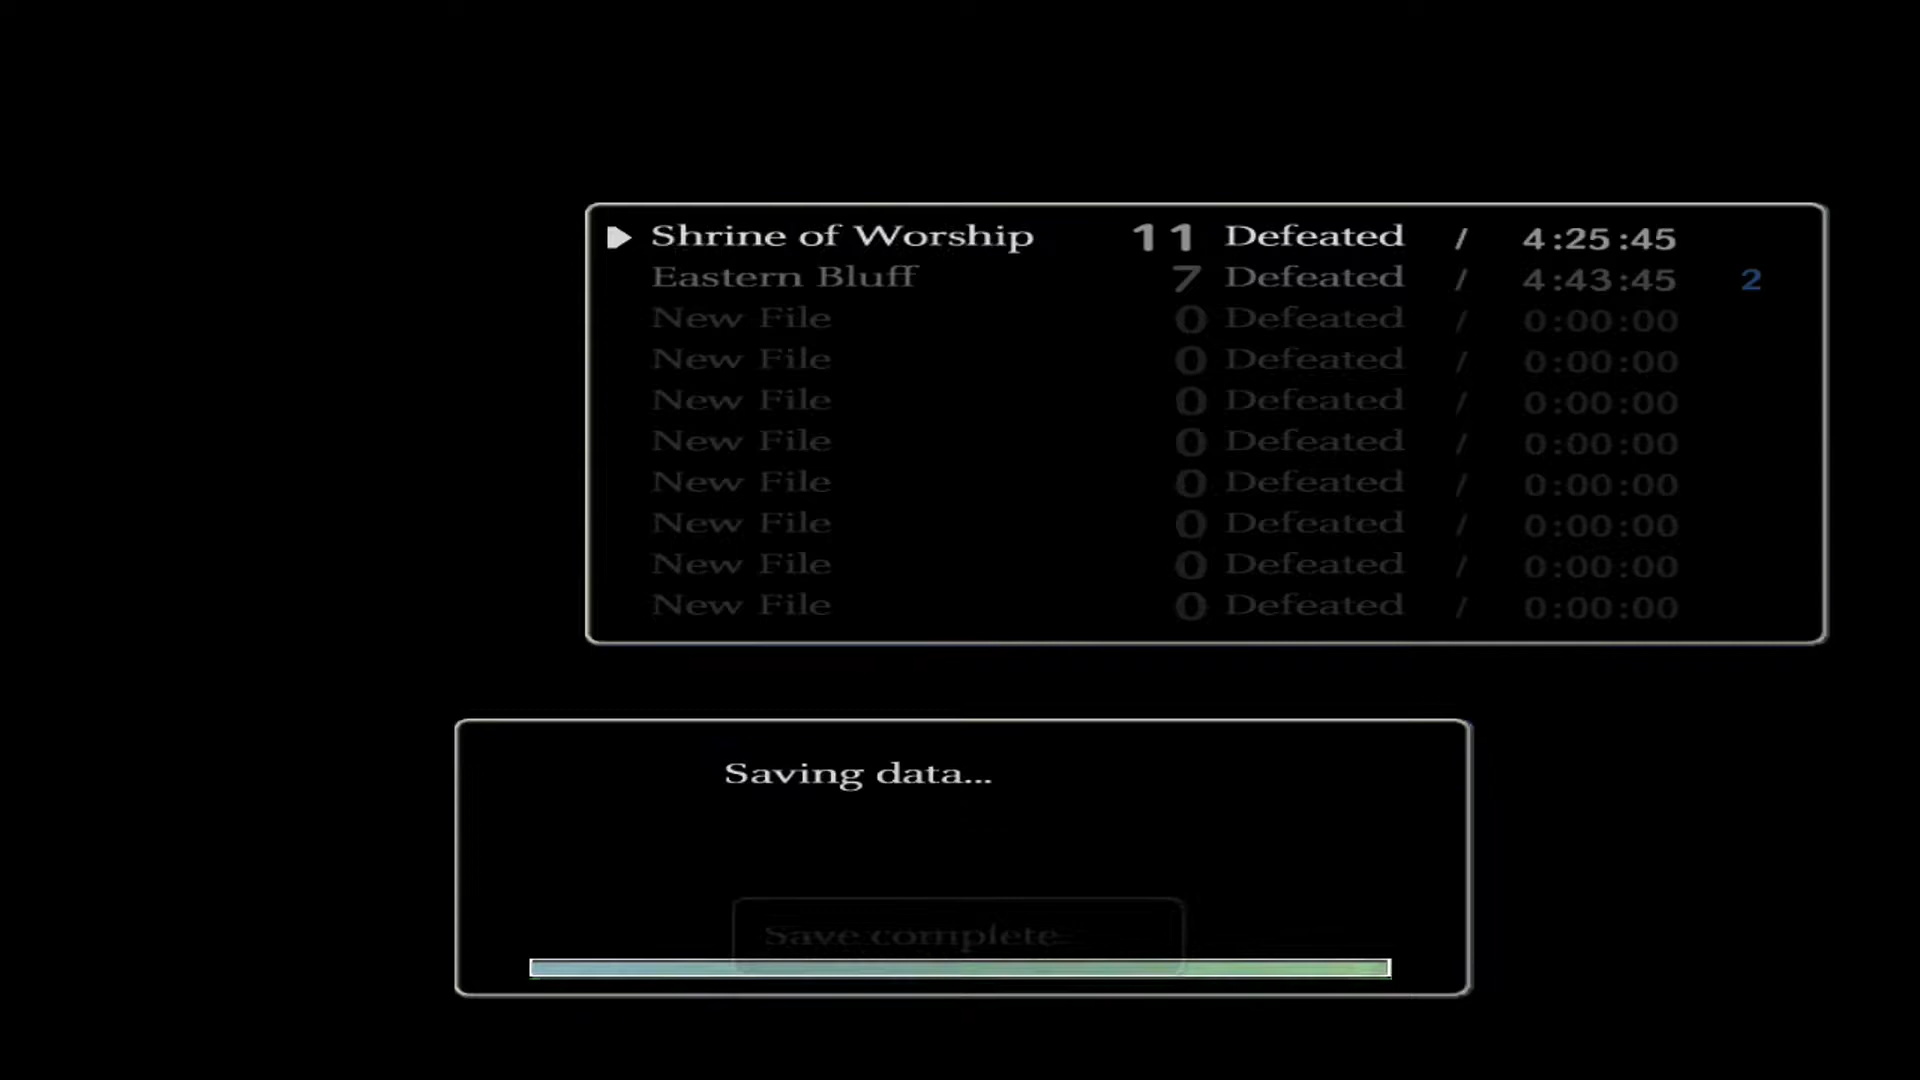 Shrine of Worship 11 Defeated / 4:25:45
Eastern Bluff 7 Defeated / 4:43:45 2
New File 0 Defeated / 0:00:00
New File 0 Defeated / 0:00:00
New File 0 Defeated / 0:00:00
New File 0 Defeated / 0:00:00
New File 0 Defeated / 0:00:00
New File 0 Defeated / 0:00:00
New File 0 Defeated / 0:00:00
New File 0 Defeated / 0:00:00
Saving data...
Save complete